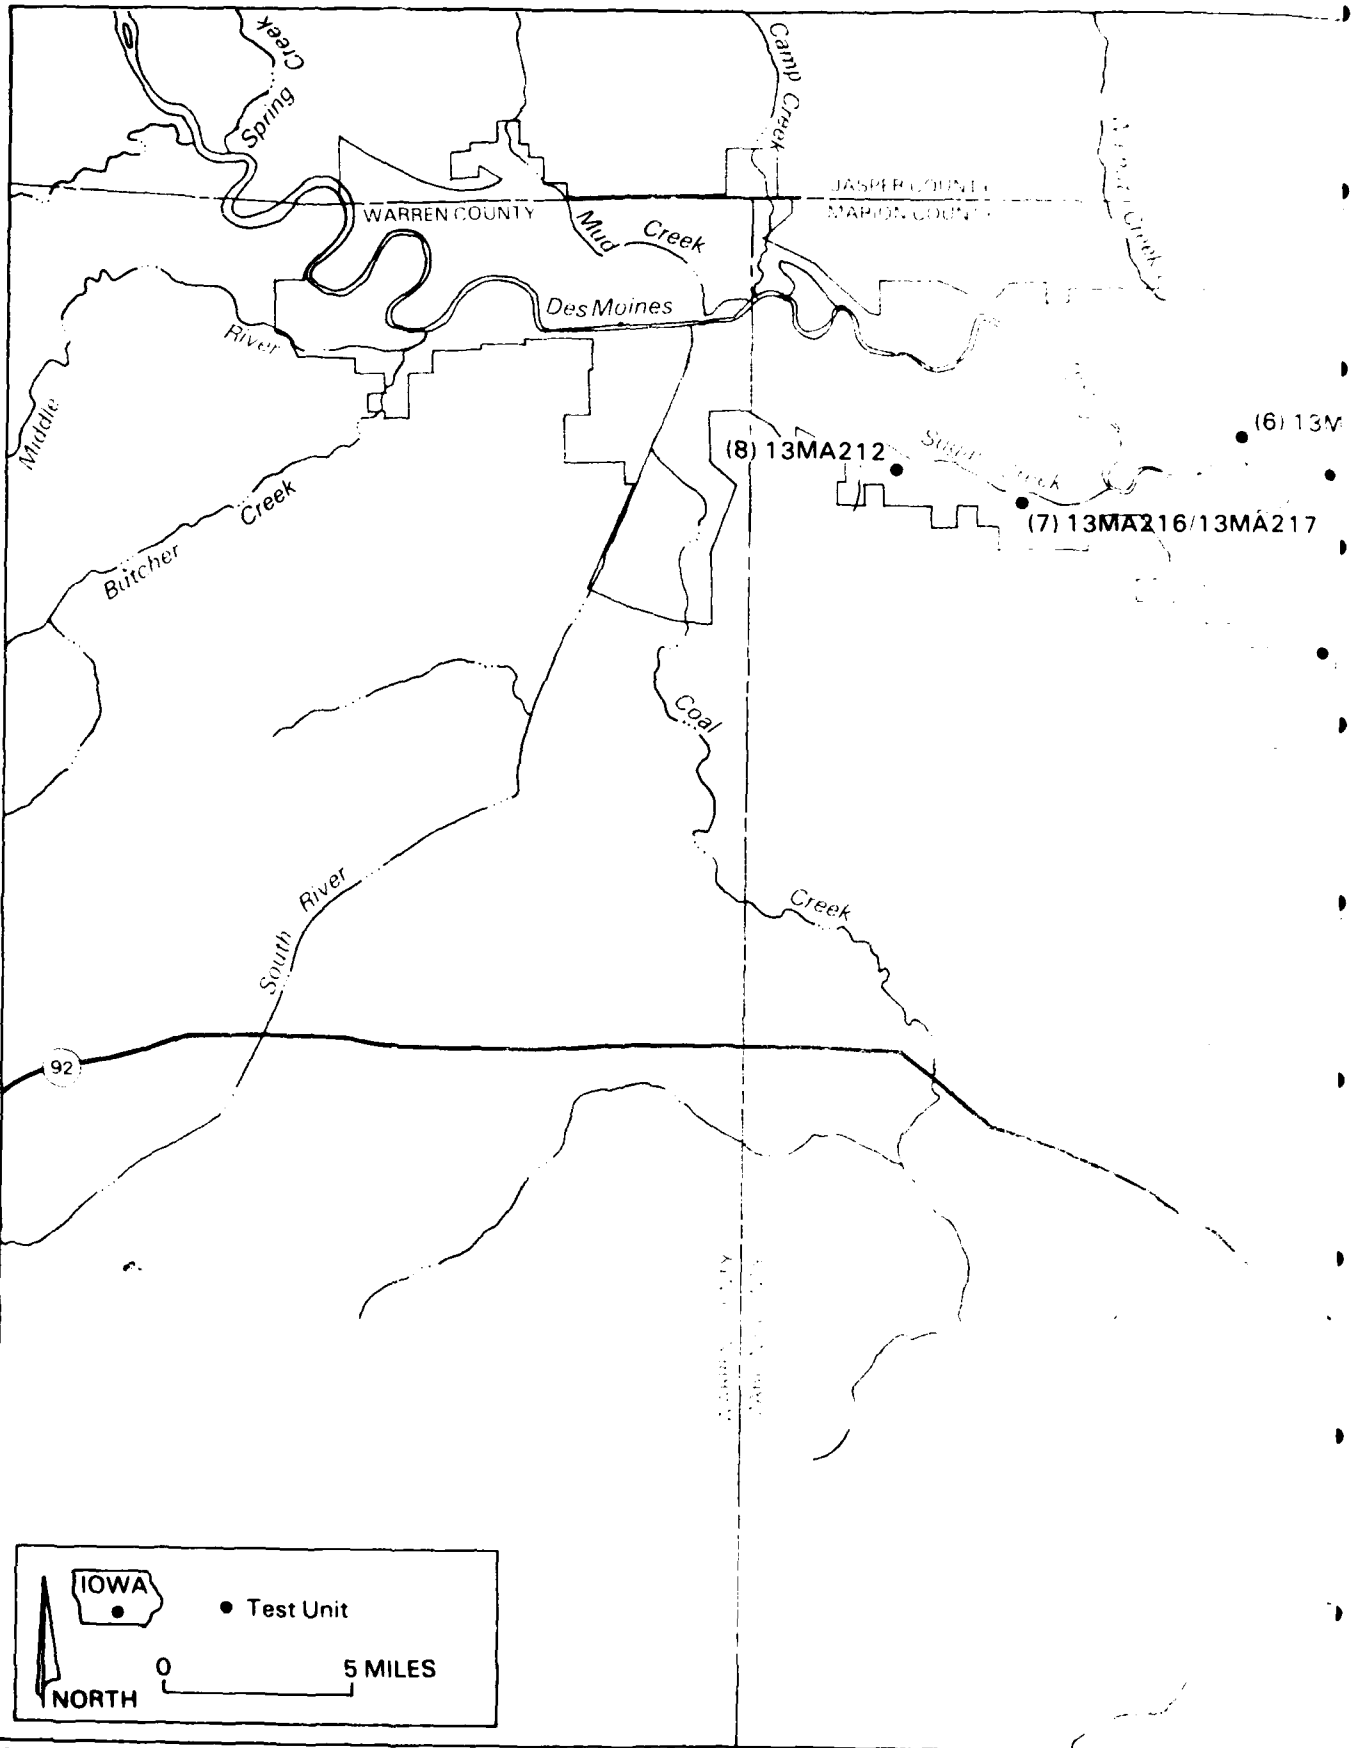 Spring Creek
Camp Creek
JASPER COUNTY
MARION COUNTY
WARREN COUNTY
Mud Creek
Creek
Des Moines
River
Middle
(6) 13M
(8) 13MA212
(7) 13MA216/13MA217
Butcher Creek
Coal
Creek
South River
92
IOWA
Test Unit
0 5 MILES
NORTH